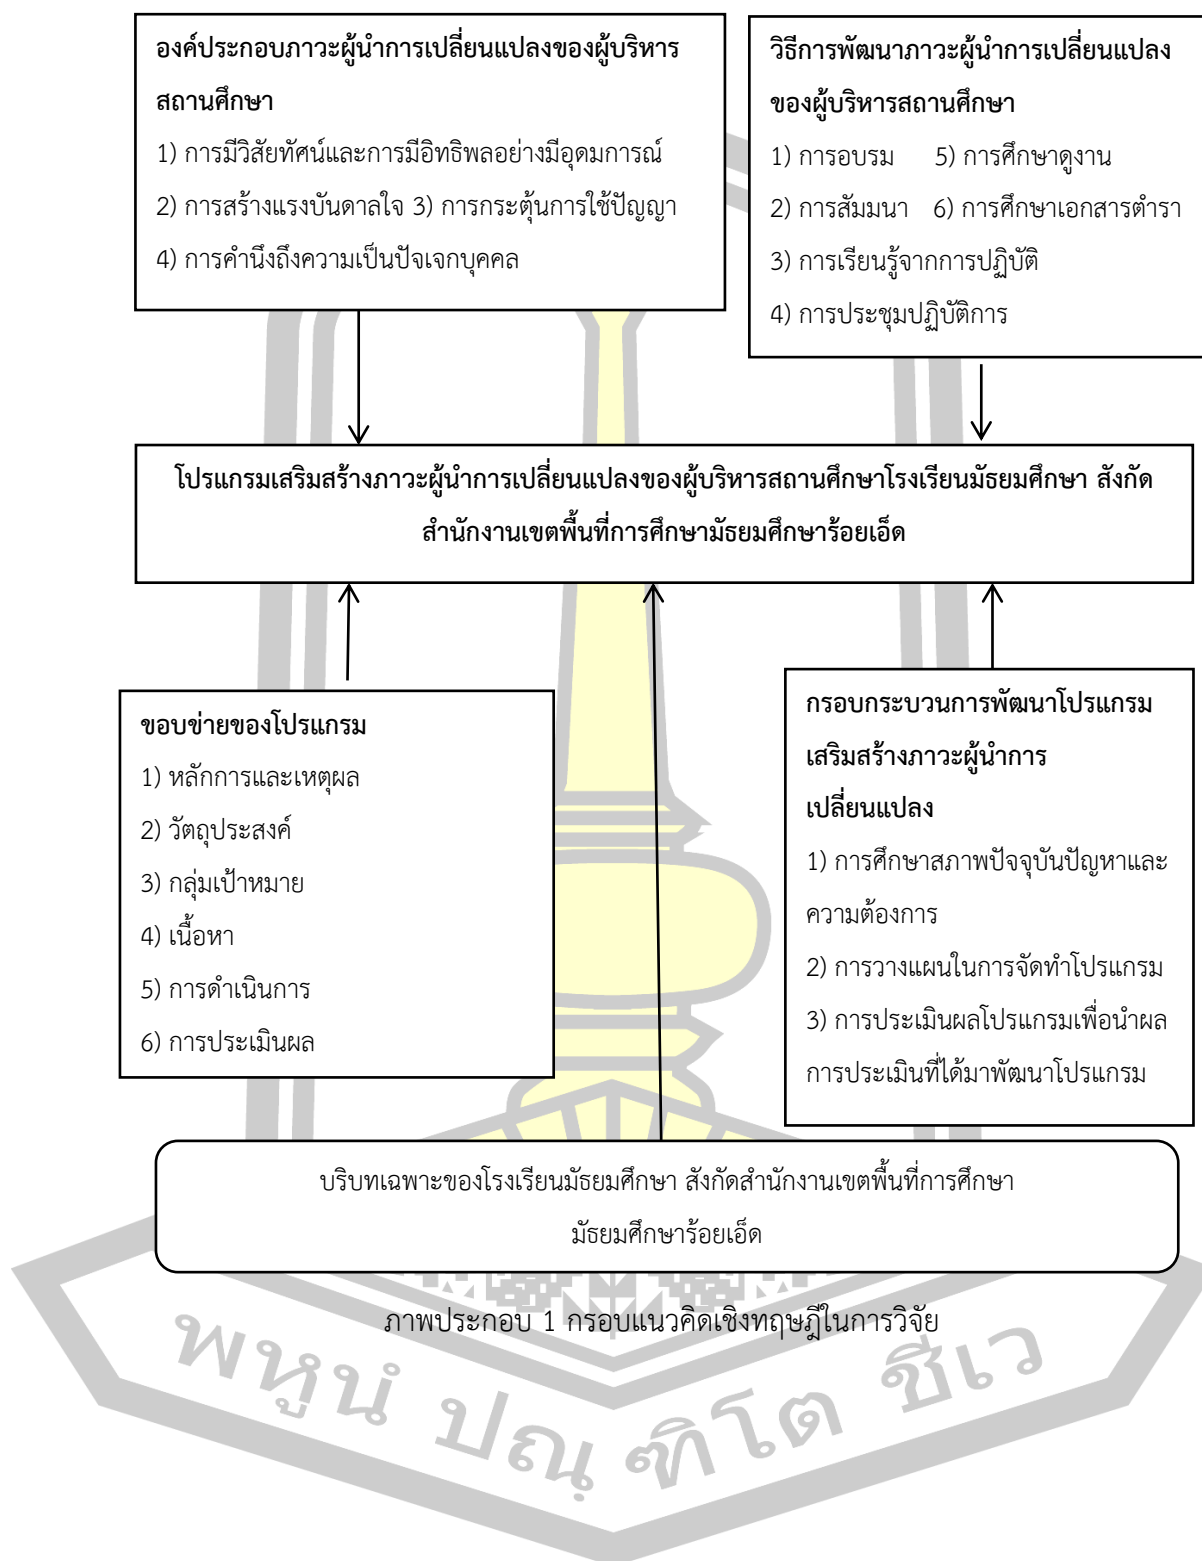 องค์ประกอบภาวะผู้นำการเปลี่ยนแปลงของผู้บริหาร
สถานศึกษา
1) การมีวิสัยทัศน์และการมีอิทธิพลอย่างมีอุดมการณ์
2) การสร้างแรงบันดาลใจ 3) การกระตุ้นการใช้ปัญญา
4) การคำนึงถึงความเป็นปัจเจกบุคคล
วิธีการพัฒนาภาวะผู้นำการเปลี่ยนแปลง
ของผู้บริหารสถานศึกษา
1) การอบรม 5) การศึกษาดูงาน
2) การสัมมนา 6) การศึกษาเอกสารตำรา
3) การเรียนรู้จากการปฏิบัติ
4) การประชุมปฏิบัติการ
โปรแกรมเสริมสร้างภาวะผู้นำการเปลี่ยนแปลงของผู้บริหารสถานศึกษาโรงเรียนมัธยมศึกษา สังกัด
สำนักงานเขตพื้นที่การศึกษามัธยมศึกษาร้อยเอ็ด
ขอบข่ายของโปรแกรม
1) หลักการและเหตุผล
2) วัตถุประสงค์
3) กลุ่มเป้าหมาย
4) เนื้อหา
5) การดำเนินการ
6) การประเมินผล
กรอบกระบวนการพัฒนาโปรแกรม
เสริมสร้างภาวะผู้นำการ
เปลี่ยนแปลง
1) การศึกษาสภาพปัจจุบันปัญหาและ
ความต้องการ
2) การวางแผนในการจัดทำโปรแกรม
3) การประเมินผลโปรแกรมเพื่อนำผล
การประเมินที่ได้มาพัฒนาโปรแกรม
บริบทเฉพาะของโรงเรียนมัธยมศึกษา สังกัดสำนักงานเขตพื้นที่การศึกษา
มัธยมศึกษาร้อยเอ็ด
ภาพประกอบ 1 กรอบแนวคิดเชิงทฤษฎีในการวิจัย
พหูนํ ปณฺฑิโต ชีเว